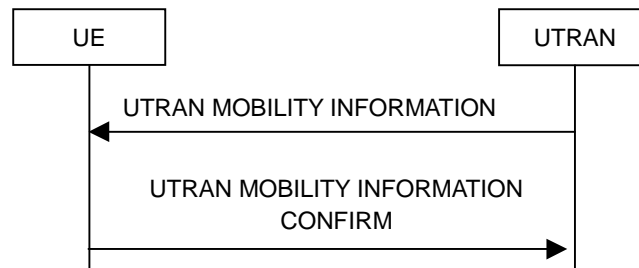 UE
UTRAN
UTRAN MOBILITY INFORMATION
UTRAN MOBILITY INFORMATION
CONFIRM